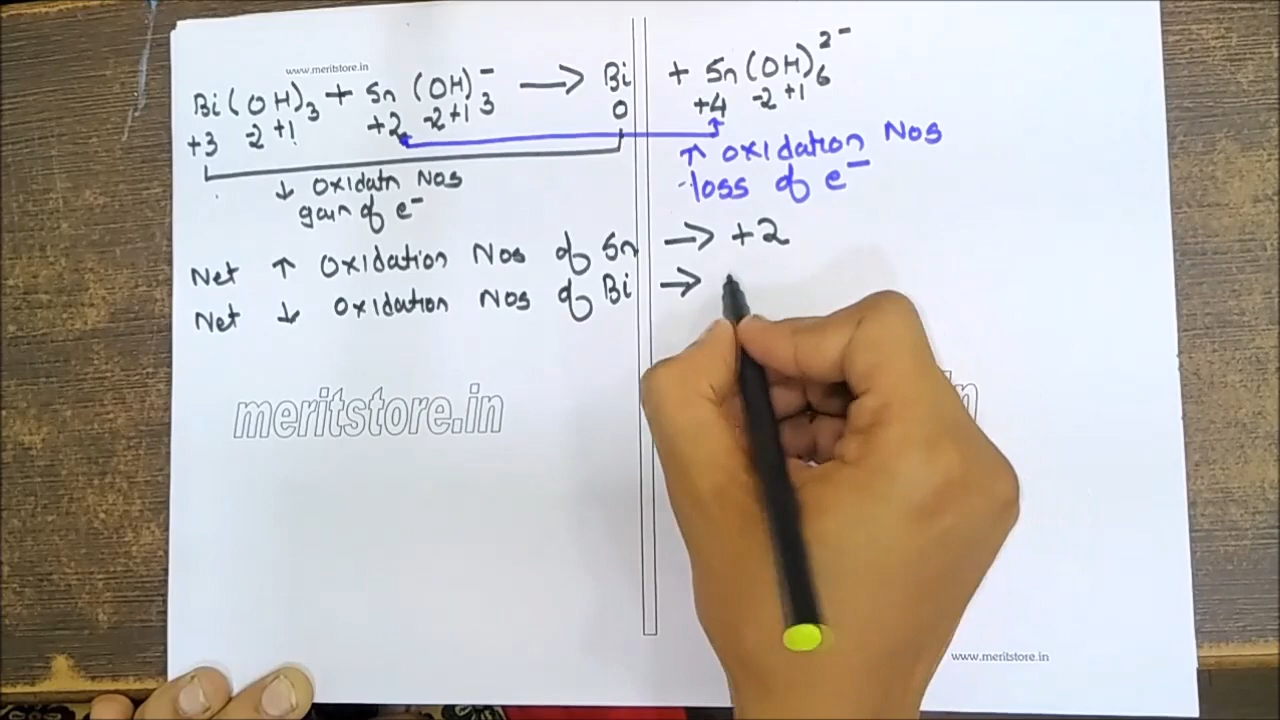 www.meritstore.in
Bi(OH)₃ + Sn(OH)₃⁻ → Bi + Sn(OH)₆²⁻
+3 -2 +1 +2 -2 +1 0 +4 -2 +1
↓ Oxidatn Nos
gain of e⁻
↑ Oxidation Nos
loss of e⁻
Net ↑ Oxidation Nos of Sn → +2
Net ↓ Oxidation Nos of Bi →
meritstore.in
in
www.meritstore.in